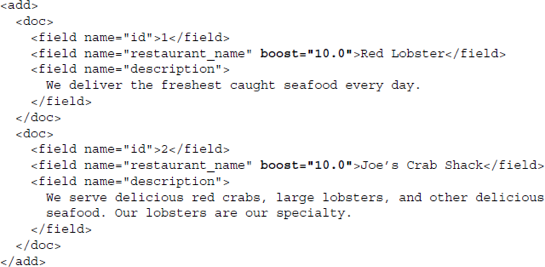 <add>
  <doc>
    <field name="id">1</field>
    <field name="restaurant_name" boost="10.0">Red Lobster</field>
    <field name="description">
      We deliver the freshest caught seafood every day.
    </field>
  </doc>
  <doc>
    <field name="id">2</field>
    <field name="restaurant_name" boost="10.0">Joe’s Crab Shack</field>
    <field name="description">
      We serve delicious red crabs, large lobsters, and other delicious
      seafood. Our lobsters are our specialty.
    </field>
  </doc>
</add>